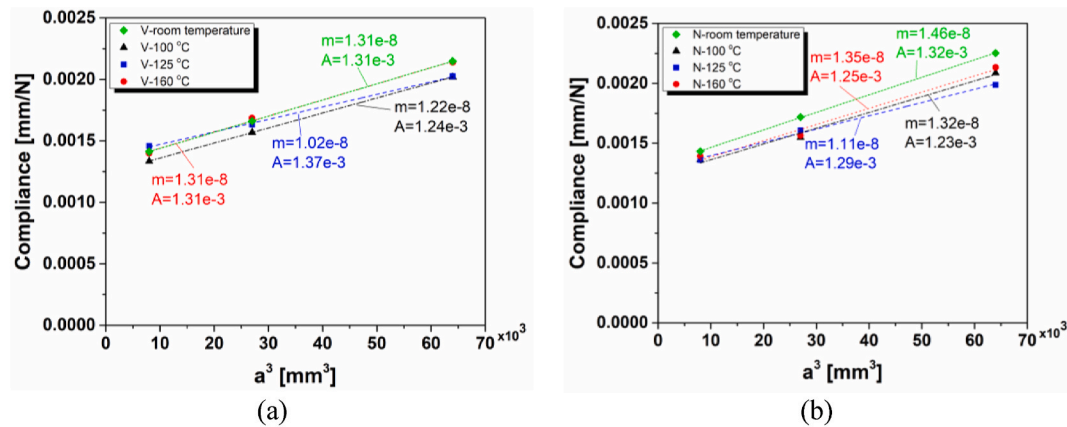 0.0025
0.0020
0.0015
0.0010
0.0005
0.0000
Compliance [mm/N]
V-room temperature
V-100 °C
V-125 °C
V-160 °C
m=1.31e-8
A=1.31e-3
m=1.22e-8
A=1.24e-3
m=1.02e-8
A=1.37e-3
m=1.31e-8
A=1.31e-3
0 10 20 30 40 50 60 70
x10³
a³ [mm³]
(a)
0.0025
0.0020
0.0015
0.0010
0.0005
0.0000
Compliance [mm/N]
N-room temperature
N-100 °C
N-125 °C
N-160 °C
m=1.46e-8
A=1.32e-3
m=1.35e-8
A=1.25e-3
m=1.32e-8
A=1.23e-3
m=1.11e-8
A=1.29e-3
0 10 20 30 40 50 60 70
x10³
a³ [mm³]
(b)